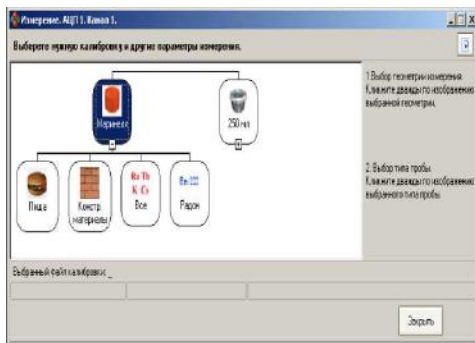 Измерение. АЦП 1. Канал 1.
Выберете нужную калибровку и другие параметры измерения.
Маринелли
250 мл
Пища
Констр.
материалы
Ra Th
K Cs
Все
Rn-222
Радон
1.Выбор геометрии измерения.
Кликните дважды по изображению
выбранной геометрии.
2. Выбор типа пробы.
Кликните дважды по изображению
выбранного типа пробы.
Выбранный файл калибровки: _
Закрыть